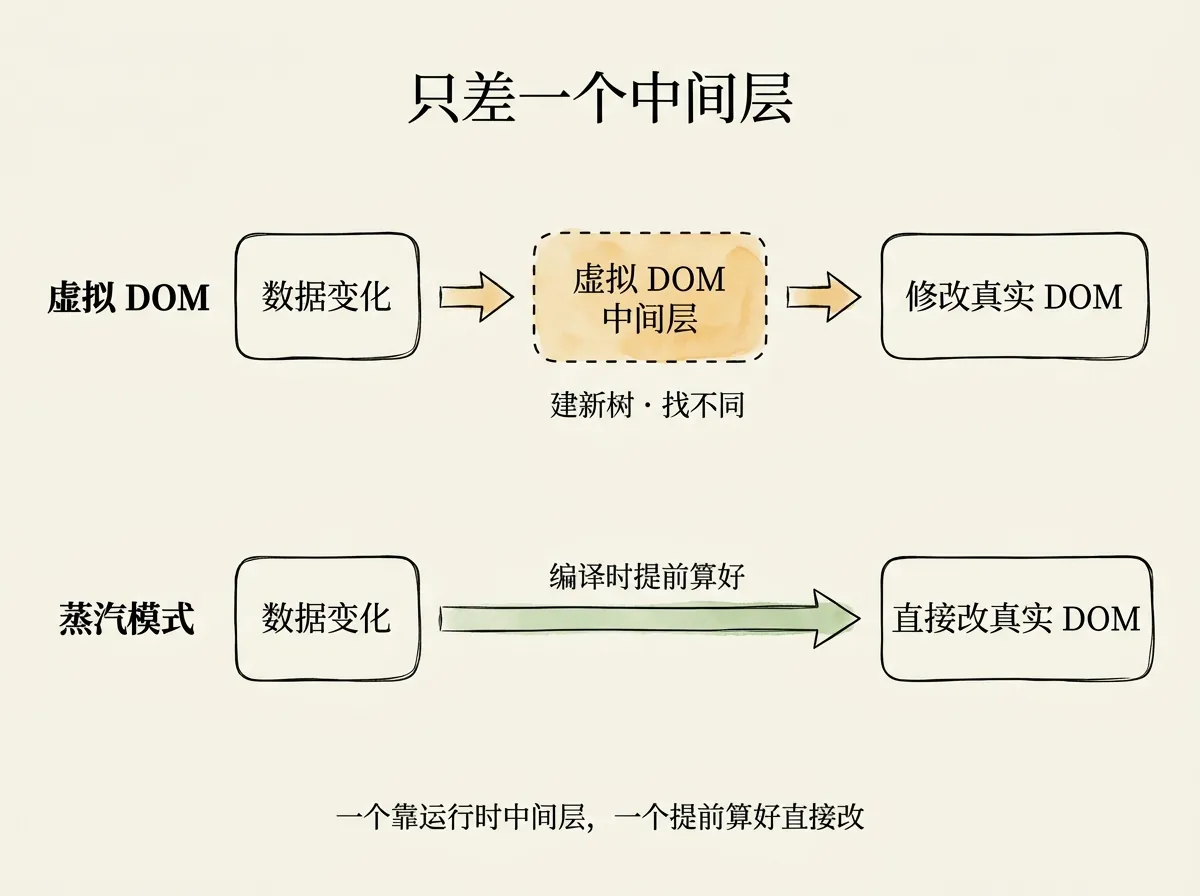 只差一个中间层
虚拟 DOM
数据变化
虚拟 DOM
中间层
修改真实 DOM
建新树 · 找不同
蒸汽模式
数据变化
编译时提前算好
直接改真实 DOM
一个靠运行时中间层，一个提前算好直接改